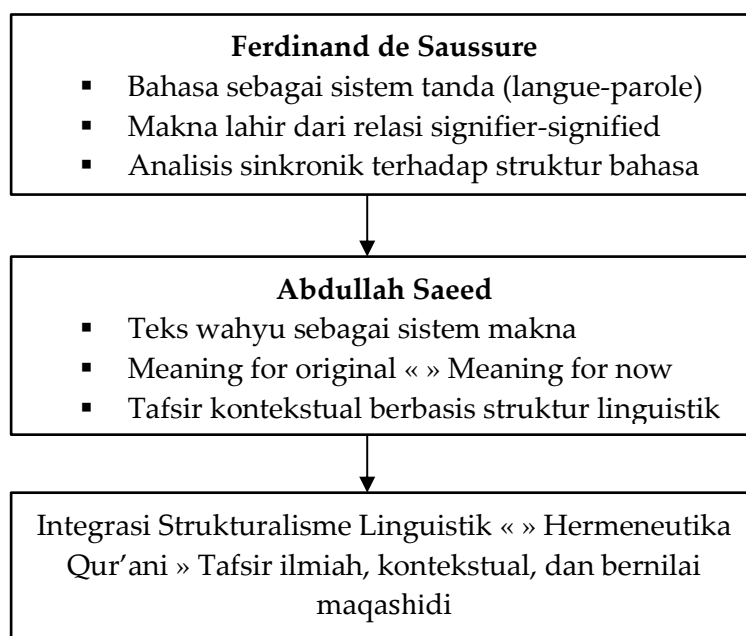 Ferdinand de Saussure
▪ Bahasa sebagai sistem tanda (langue-parole)
▪ Makna lahir dari relasi signifier-signified
▪ Analisis sinkronik terhadap struktur bahasa
Abdullah Saeed
▪ Teks wahyu sebagai sistem makna
▪ Meaning for original « » Meaning for now
▪ Tafsir kontekstual berbasis struktur linguistik
Integrasi Strukturalisme Linguistik « » Hermeneutika
Qur’ani » Tafsir ilmiah, kontekstual, dan bernilai
maqashidi